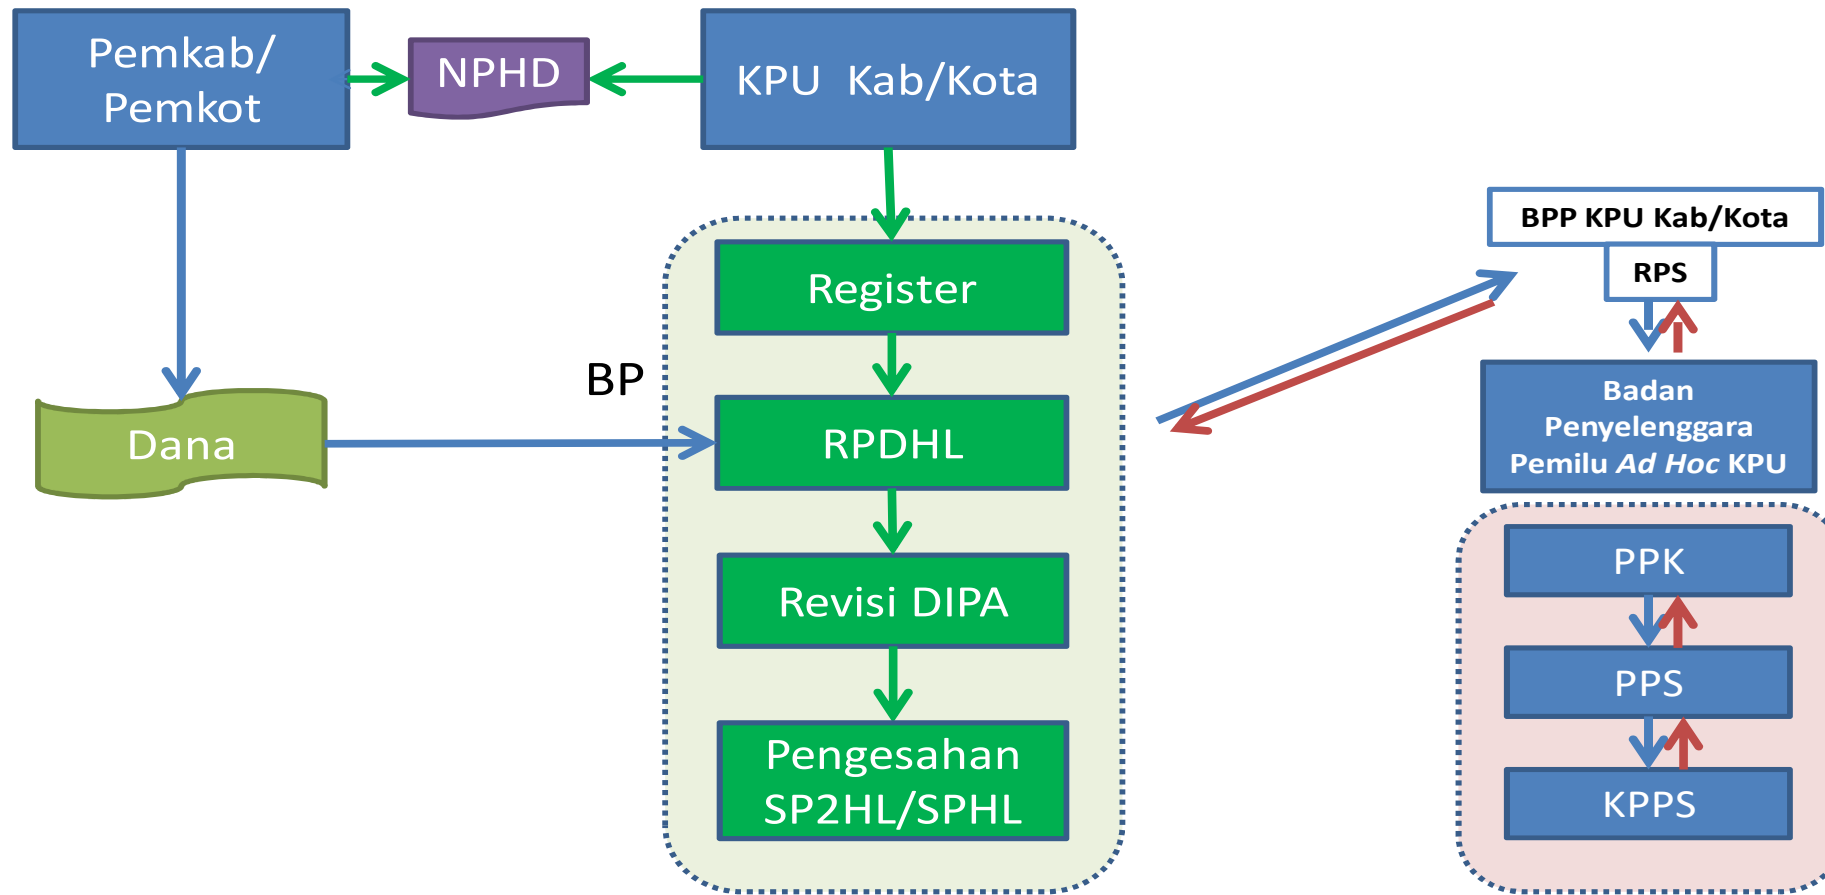 Pemkab/
Pemkot
NPHD
KPU Kab/Kota
BPP KPU Kab/Kota
RPS
Register
BP
RPDHL
Dana
Badan
Penyelenggara
Pemilu Ad Hoc KPU
Revisi DIPA
PPK
PPS
Pengesahan
SP2HL/SPHL
KPPS